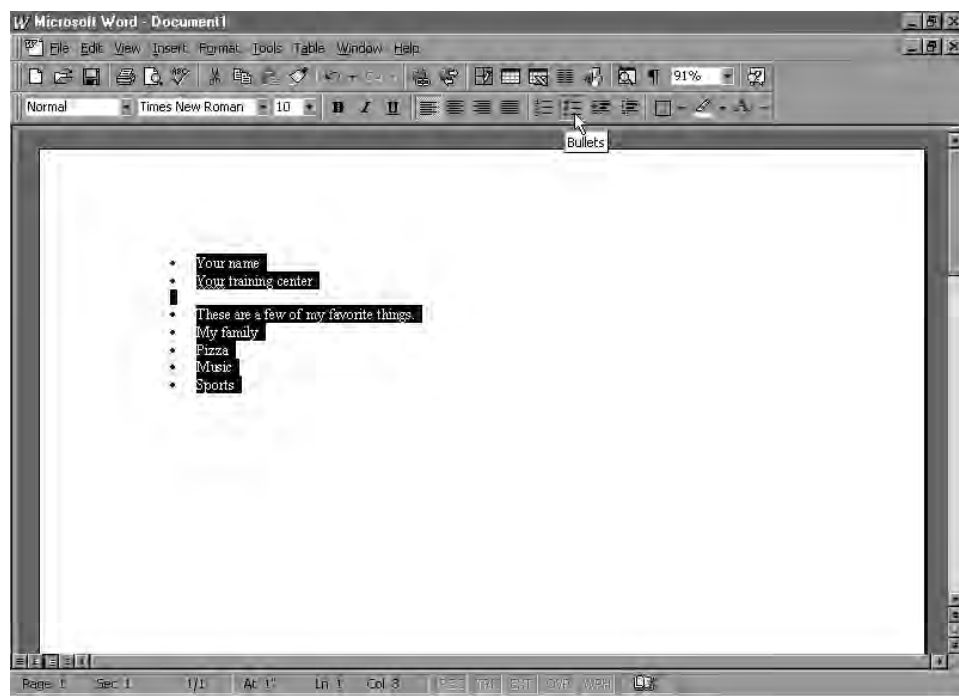 Microsoft Word - Document1
File Edit View Insert Format Tools Table Window Help
91%
Normal Times New Roman 10 B I U
Bullets
• Your name
• Your training center
• These are a few of my favorite things.
• My family
• Pizza
• Music
• Sports
Page 1 Sec 1 1/1 At 1" Ln 1 Col 3 REC TRK EXT OVR WPH